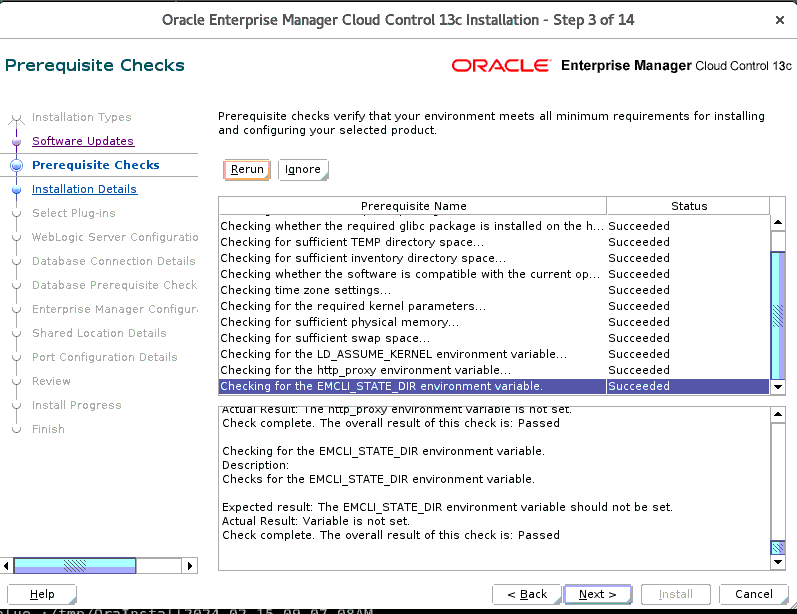 Oracle Enterprise Manager Cloud Control 13c Installation - Step 3 of 14
Prerequisite Checks
ORACLE Enterprise Manager Cloud Control 13c
Installation Types
Software Updates
Prerequisite Checks
Installation Details
Select Plug-ins
WebLogic Server Configuratio
Database Connection Details
Database Prerequisite Check
Enterprise Manager Configura
Shared Location Details
Port Configuration Details
Review
Install Progress
Finish
Prerequisite checks verify that your environment meets all minimum requirements for installing
and configuring your selected product.
Rerun Ignore
Prerequisite Name Status
Checking whether the required glibc package is installed on the h... Succeeded
Checking for sufficient TEMP directory space... Succeeded
Checking for sufficient inventory directory space... Succeeded
Checking whether the software is compatible with the current op... Succeeded
Checking time zone settings... Succeeded
Checking for the required kernel parameters... Succeeded
Checking for sufficient physical memory... Succeeded
Checking for sufficient swap space... Succeeded
Checking for the LD_ASSUME_KERNEL environment variable... Succeeded
Checking for the http_proxy environment variable... Succeeded
Checking for the EMCLI_STATE_DIR environment variable. Succeeded
Actual Result: The http_proxy environment variable is not set.
Check complete. The overall result of this check is: Passed
Checking for the EMCLI_STATE_DIR environment variable.
Description:
Checks for the EMCLI_STATE_DIR environment variable.
Expected result: The EMCLI_STATE_DIR environment variable should not be set.
Actual Result: Variable is not set.
Check complete. The overall result of this check is: Passed
Help < Back Next > Install Cancel